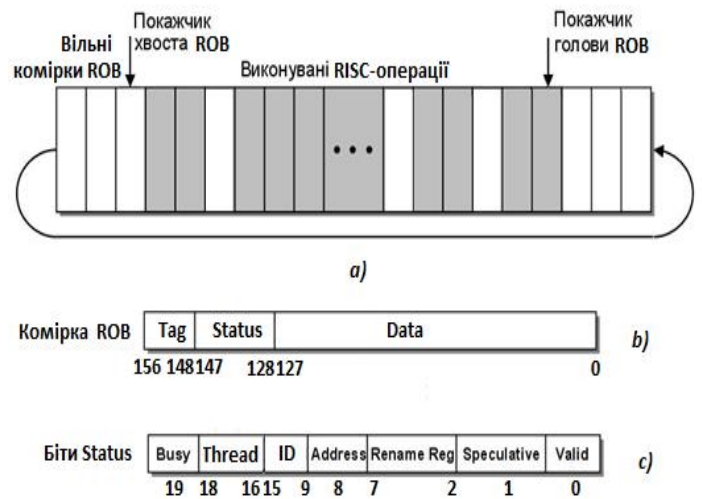 Покажчик
хвоста ROB
Покажчик
голови ROB
Вільні
комірки ROB
Виконувані RISC-операції
• • •
a)
Комірка ROB Tag Status Data b)
156 148 147 128 127 0
Біти Status Busy Thread ID Address Rename Reg Speculative Valid c)
19 18 16 15 9 8 7 2 1 0